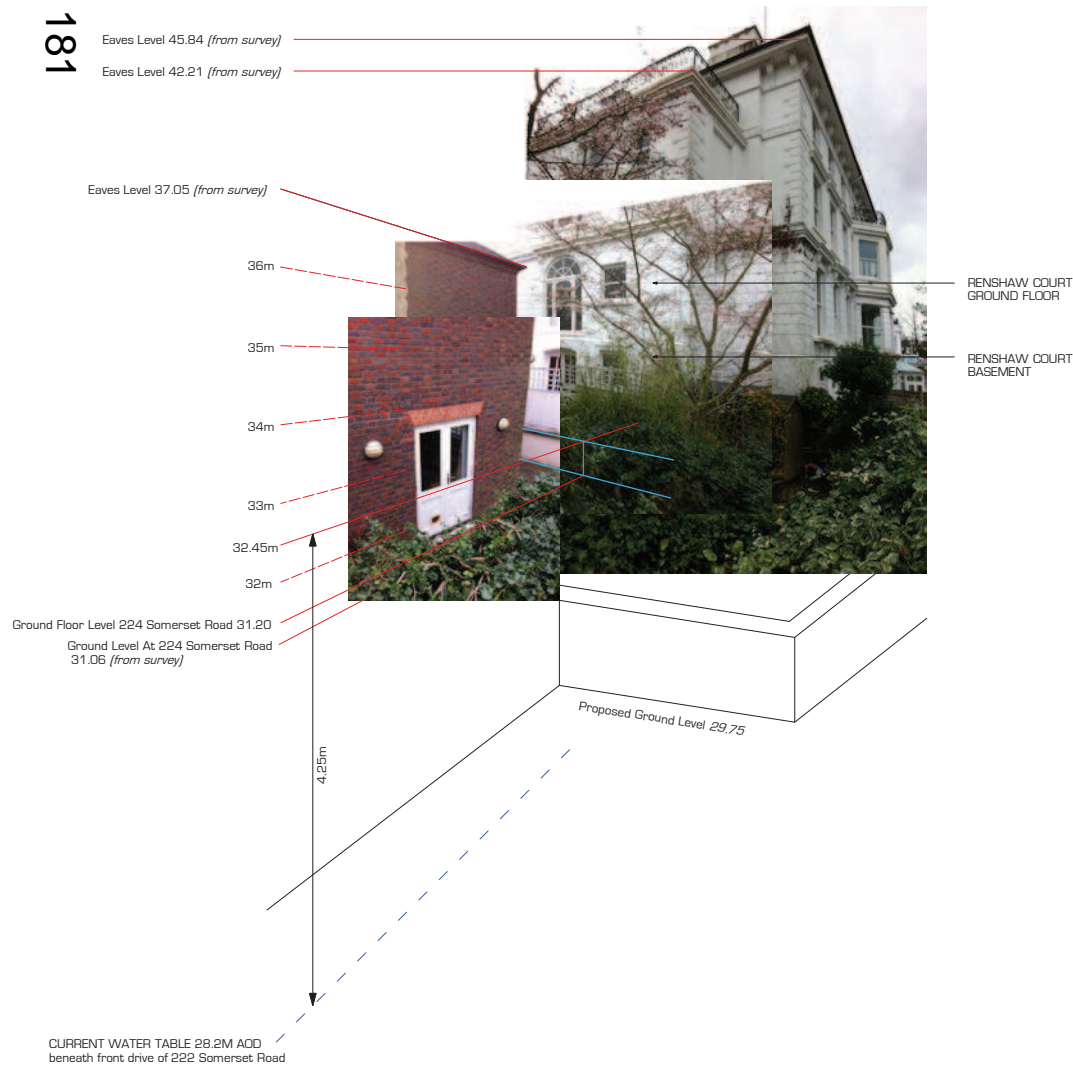 181
Eaves Level 45.84 (from survey)
Eaves Level 42.21 (from survey)
Eaves Level 37.05 (from survey)
36m
RENSHAW COURT
GROUND FLOOR
35m
RENSHAW COURT
BASEMENT
34m
33m
32.45m
32m
Ground Floor Level 224 Somerset Road 31.20
Ground Level At 224 Somerset Road
31.06 (from survey)
Proposed Ground Level 29.75
4.25m
CURRENT WATER TABLE 28.2M AOD
beneath front drive of 222 Somerset Road